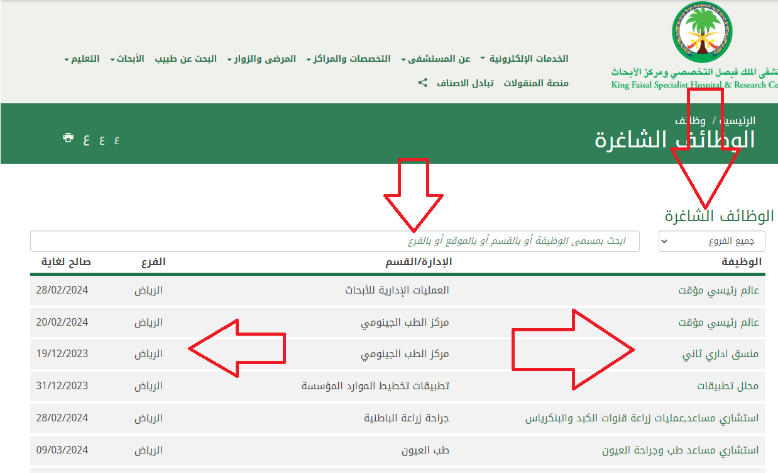 الخدمات الإلكترونية عن المستشفى التخصصات والمراكز المرضى والزوار البحث عن طبيب الأبحاث التعليم
منصة المنقولات تبادل الاصناف
شفى الملك فيصل التخصصي ومركز الأبحاث
King Faisal Specialist Hospital & Research Ce
الرئيسية / وظائف
الوظائف الشاغرة
ع ع ع
الوظائف الشاغرة
جميع الفروع ابحث بمسمى الوظيفة أو بالقسم أو بالموقع أو بالفرع
الوظيفة الإدارة/القسم الفرع صالح لغاية
عالم رئيسي مؤقت العمليات الإدارية للأبحاث الرياض 28/02/2024
عالم رئيسي مؤقت مركز الطب الجينومي الرياض 20/02/2024
منسق اداري ثاني مركز الطب الجينومي الرياض 19/12/2023
محلل تطبيقات تطبيقات تخطيط الموارد المؤسسة الرياض 31/12/2023
استشاري مساعد,عمليات زراعة قنوات الكبد والبنكرياس جراحة زراعة الباطنية الرياض 28/02/2024
استشاري مساعد طب وجراحة العيون طب العيون الرياض 09/03/2024